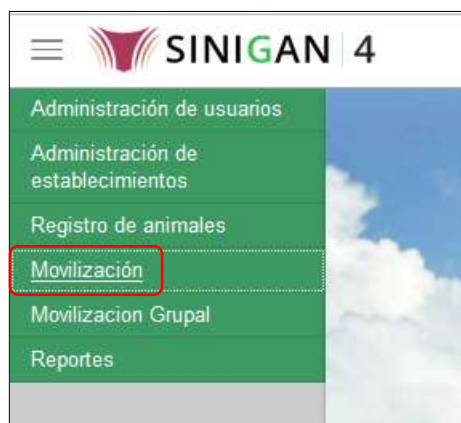 SINIGAN 4
Administración de usuarios
Administración de
establecimientos
Registro de animales
Movilización
Movilizacion Grupal
Reportes